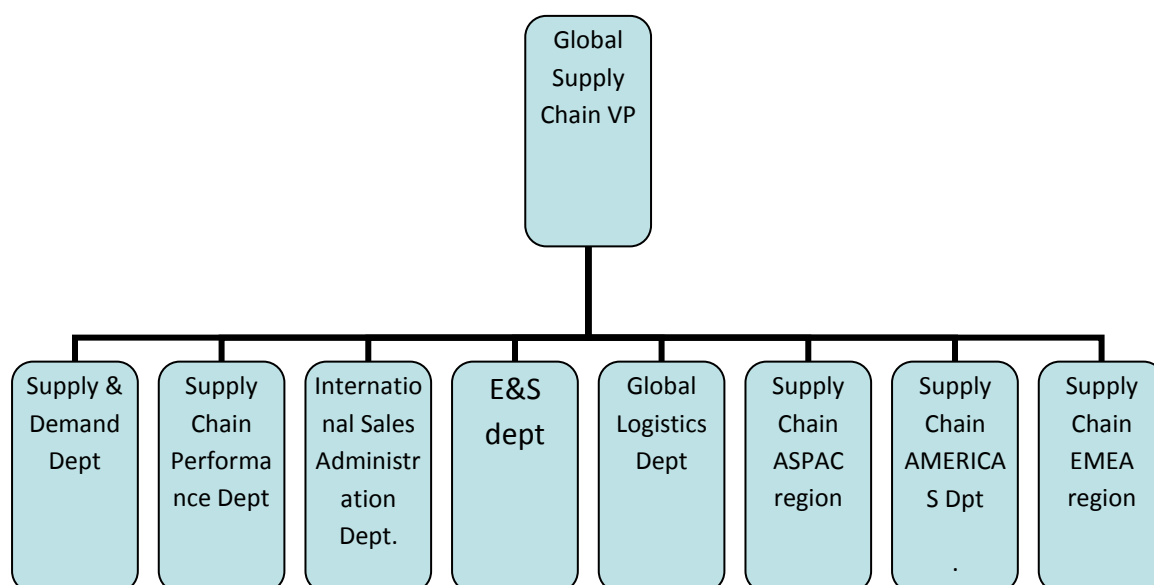 Global
Supply
Chain VP
Supply &
Demand
Dept
Supply
Chain
Performa
nce Dept
Internatio
nal Sales
Administr
ation
Dept.
E&S
dept
Global
Logistics
Dept
Supply
Chain
ASPAC
region
Supply
Chain
AMERICA
S Dpt
.
Supply
Chain
EMEA
region